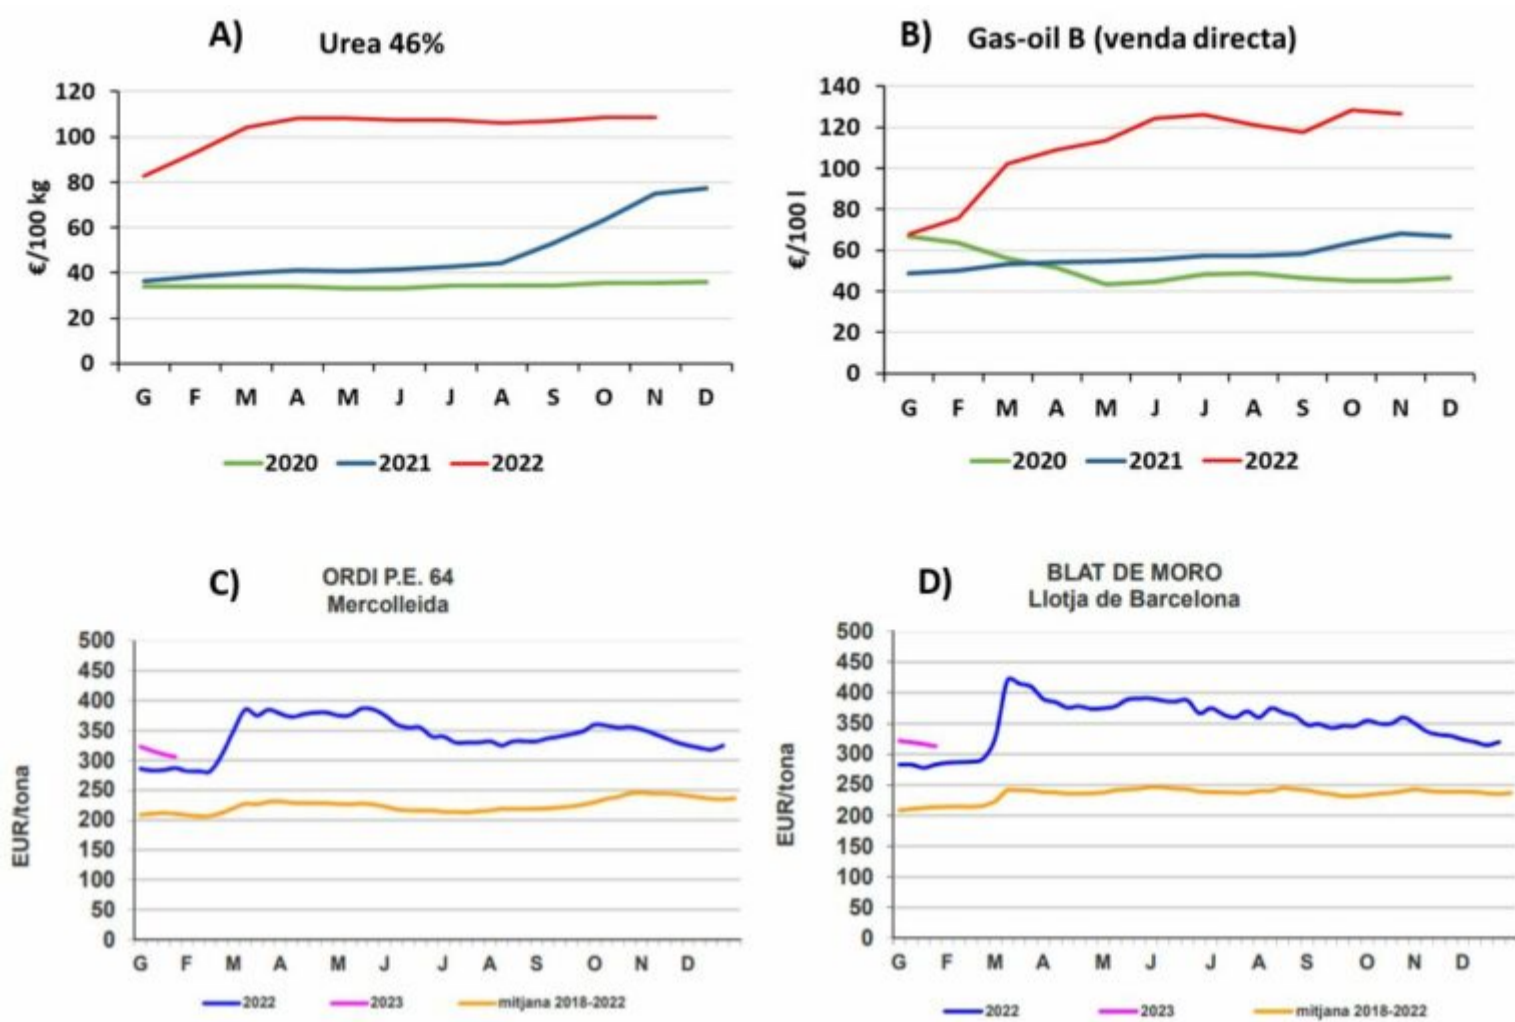 A)
Urea 46%
€/100 kg
120
100
80
60
40
20
0
G F M A M J J A S O N D
2020 2021 2022
B)
Gas-oil B (venda directa)
€/100 l
140
120
100
80
60
40
20
0
G F M A M J J A S O N D
2020 2021 2022
C)
ORDI P.E. 64
Mercolleida
EUR/tona
500
450
400
350
300
250
200
150
100
50
0
G F M A M J J A S O N D
2022 2023 mitjana 2018-2022
D)
BLAT DE MORO
Llotja de Barcelona
EUR/tona
500
450
400
350
300
250
200
150
100
50
0
G F M A M J J A S O N D
2022 2023 mitjana 2018-2022